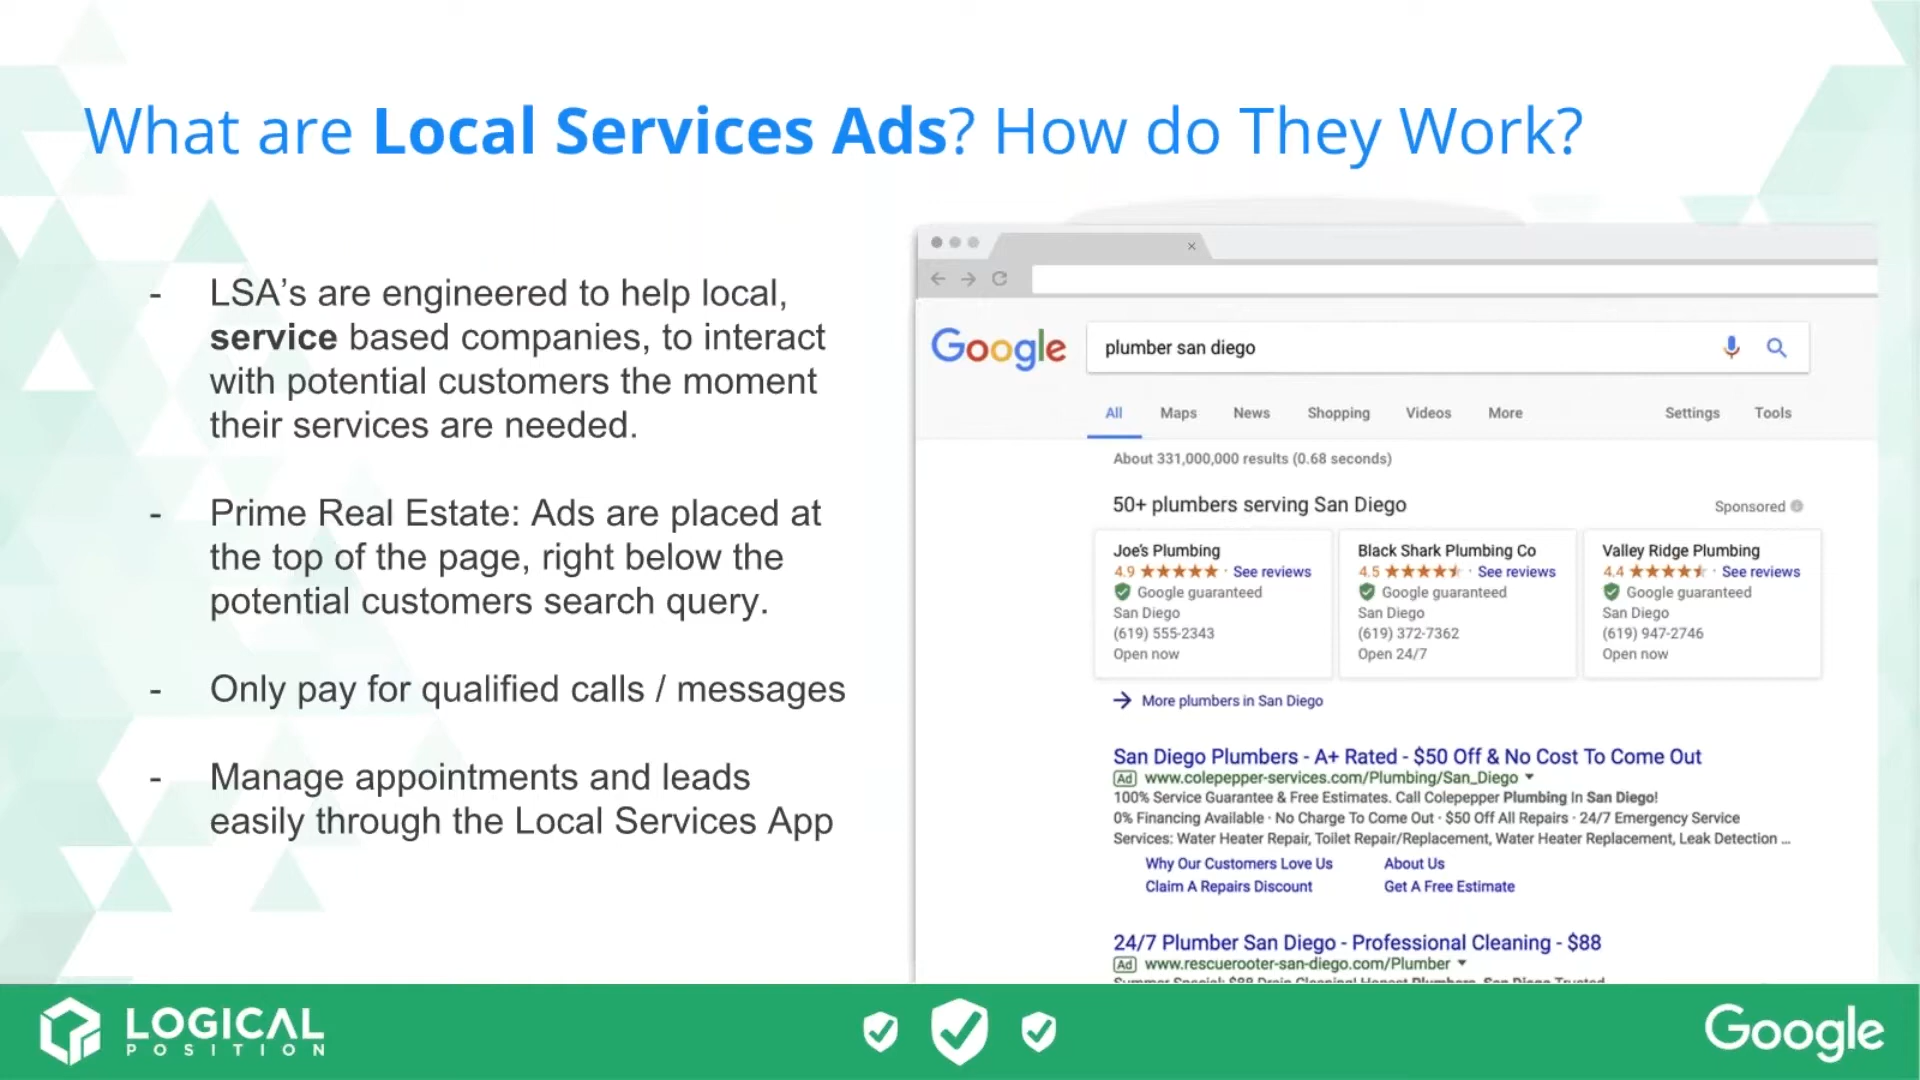 What are Local Services Ads? How do They Work?
- LSA’s are engineered to help local,
service based companies, to interact
with potential customers the moment
their services are needed.
- Prime Real Estate: Ads are placed at
the top of the page, right below the
potential customers search query.
- Only pay for qualified calls / messages
- Manage appointments and leads
easily through the Local Services App
Google
plumber san diego
All Maps News Shopping Videos More Settings Tools
About 331,000,000 results (0.68 seconds)
50+ plumbers serving San Diego Sponsored
Joe's Plumbing
4.9 ★★★★★ · See reviews
Google guaranteed
San Diego
(619) 555-2343
Open now
Black Shark Plumbing Co
4.5 ★★★★★ · See reviews
Google guaranteed
San Diego
(619) 372-7362
Open 24/7
Valley Ridge Plumbing
4.4 ★★★★★ · See reviews
Google guaranteed
San Diego
(619) 947-2746
Open now
→ More plumbers in San Diego
San Diego Plumbers - A+ Rated - $50 Off & No Cost To Come Out
Ad www.colepepper-services.com/Plumbing/San_Diego ▼
100% Service Guarantee & Free Estimates. Call Colepepper Plumbing In San Diego!
0% Financing Available · No Charge To Come Out · $50 Off All Repairs · 24/7 Emergency Service
Services: Water Heater Repair, Toilet Repair/Replacement, Water Heater Replacement, Leak Detection ...
Why Our Customers Love Us About Us
Claim A Repairs Discount Get A Free Estimate
24/7 Plumber San Diego - Professional Cleaning - $88
Ad www.rescuerooter-san-diego.com/Plumber ▼
Summer Special: $88 Drain Cleaning! Honest Plumbers, San Diego Trusted
LOGICAL
POSITION
Google